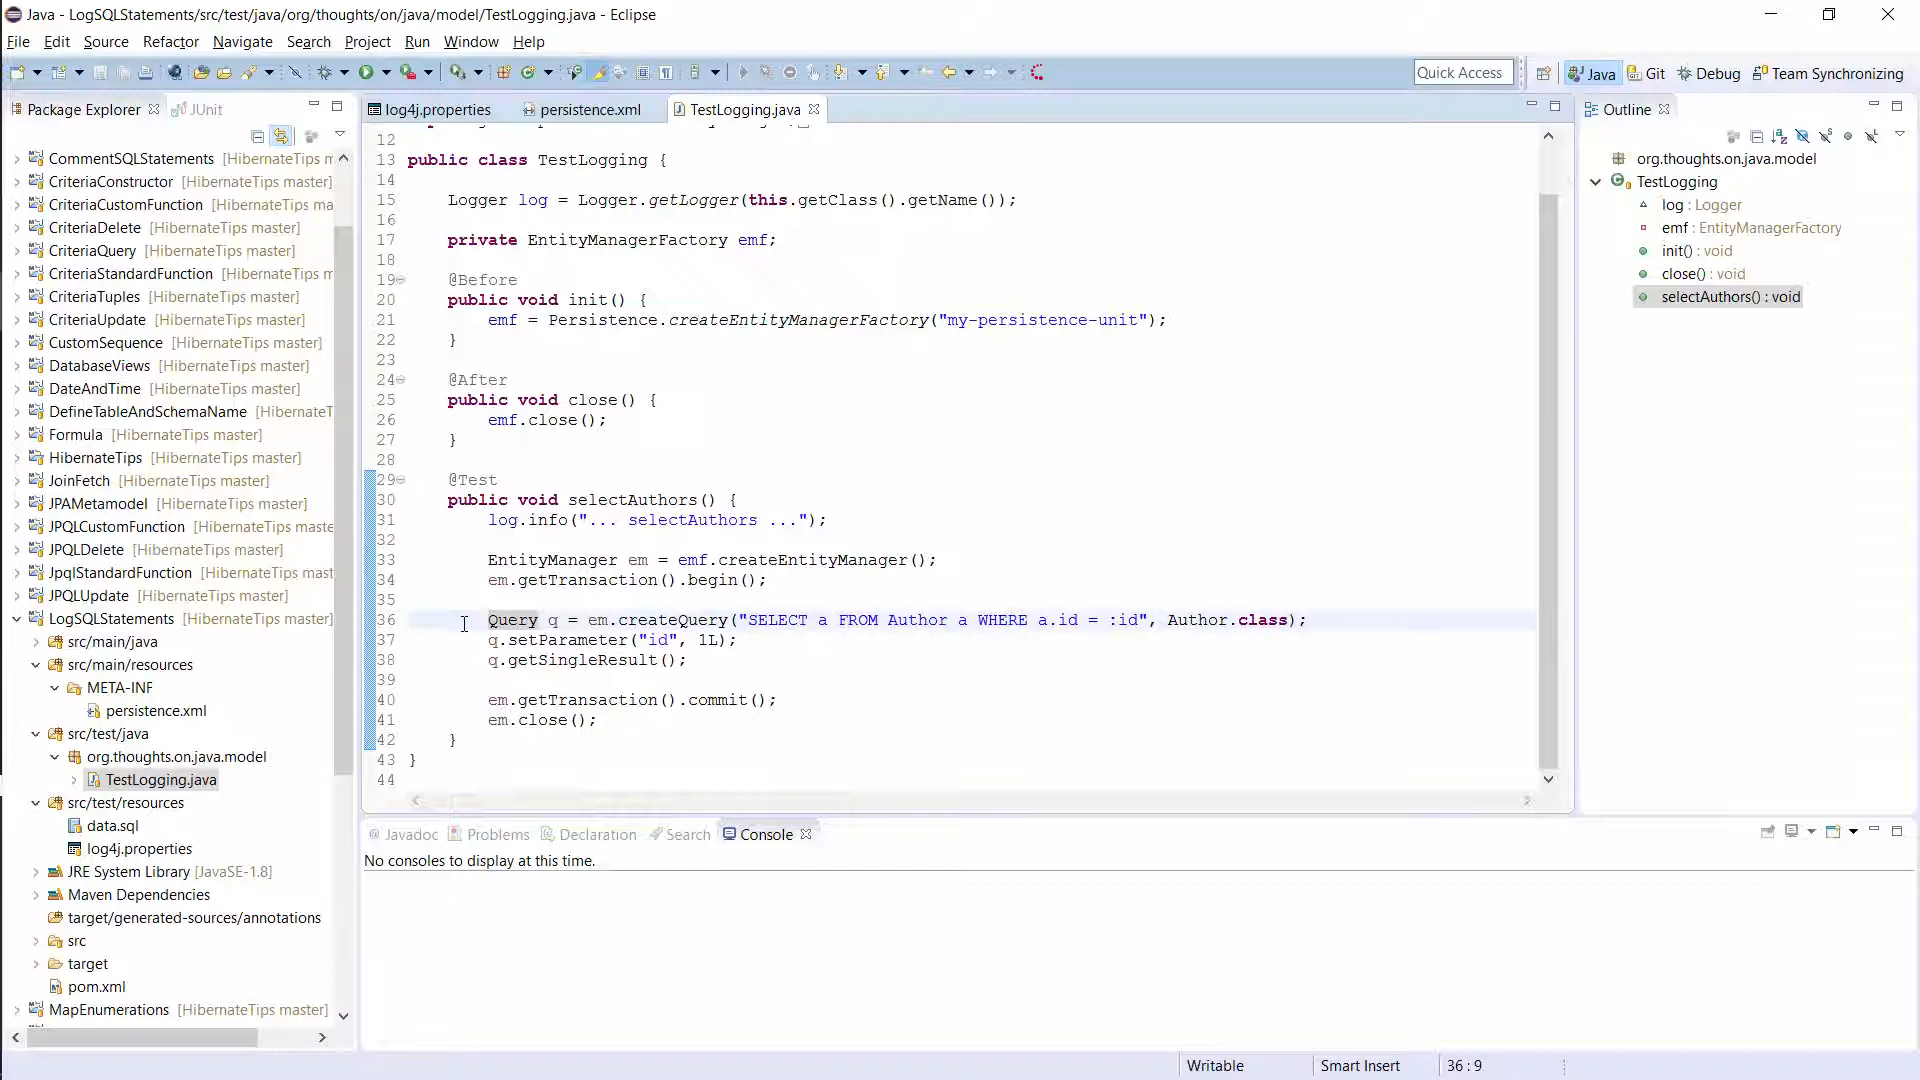 Java - LogSQLStatements/src/test/java/org/thoughts/on/java/model/TestLogging.java - Eclipse
File Edit Source Refactor Navigate Search Project Run Window Help
Quick Access
Java Git Debug Team Synchronizing
Package Explorer JUnit
CommentSQLStatements [HibernateTips m
CriteriaConstructor [HibernateTips master]
CriteriaCustomFunction [HibernateTips ma
CriteriaDelete [HibernateTips master]
CriteriaQuery [HibernateTips master]
CriteriaStandardFunction [HibernateTips m
CriteriaTuples [HibernateTips master]
CriteriaUpdate [HibernateTips master]
CustomSequence [HibernateTips master]
DatabaseViews [HibernateTips master]
DateAndTime [HibernateTips master]
DefineTableAndSchemaName [HibernateT
Formula [HibernateTips master]
HibernateTips [HibernateTips master]
JoinFetch [HibernateTips master]
JPAMetamodel [HibernateTips master]
JPQLCustomFunction [HibernateTips maste
JPQLDelete [HibernateTips master]
JpqlStandardFunction [HibernateTips mast
JPQLUpdate [HibernateTips master]
LogSQLStatements [HibernateTips master]
src/main/java
src/main/resources
META-INF
persistence.xml
src/test/java
org.thoughts.on.java.model
TestLogging.java
src/test/resources
data.sql
log4j.properties
JRE System Library [JavaSE-1.8]
Maven Dependencies
target/generated-sources/annotations
src
target
pom.xml
MapEnumerations [HibernateTips master]
log4j.properties persistence.xml TestLogging.java
12
13 public class TestLogging {
14
15 Logger log = Logger.getLogger(this.getClass().getName());
16
17 private EntityManagerFactory emf;
18
19 @Before
20 public void init() {
21 emf = Persistence.createEntityManagerFactory("my-persistence-unit");
22 }
23
24 @After
25 public void close() {
26 emf.close();
27 }
28
29 @Test
30 public void selectAuthors() {
31 log.info("... selectAuthors ...");
32
33 EntityManager em = emf.createEntityManager();
34 em.getTransaction().begin();
35
36 Query q = em.createQuery("SELECT a FROM Author a WHERE a.id = :id", Author.class);
37 q.setParameter("id", 1L);
38 q.getSingleResult();
39
40 em.getTransaction().commit();
41 em.close();
42 }
43 }
44
@ Javadoc Problems Declaration Search Console
No consoles to display at this time.
Outline
org.thoughts.on.java.model
TestLogging
log : Logger
emf : EntityManagerFactory
init() : void
close() : void
selectAuthors() : void
Writable Smart Insert 36 : 9